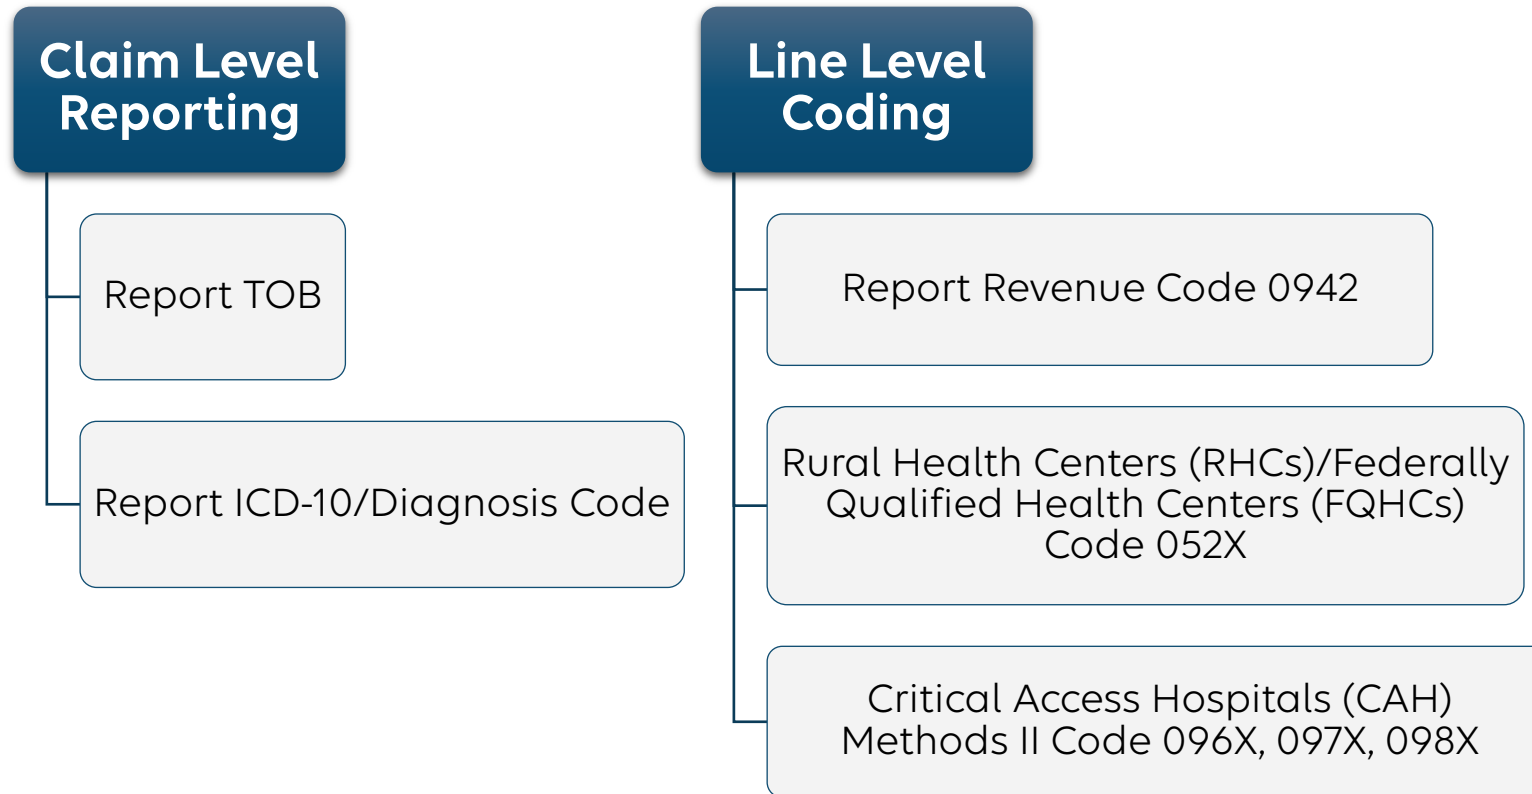 Claim Level
Reporting
Report TOB
Report ICD-10/Diagnosis Code
Line Level
Coding
Report Revenue Code 0942
Rural Health Centers (RHCs)/Federally
Qualified Health Centers (FQHCs)
Code 052X
Critical Access Hospitals (CAH)
Methods II Code 096X, 097X, 098X